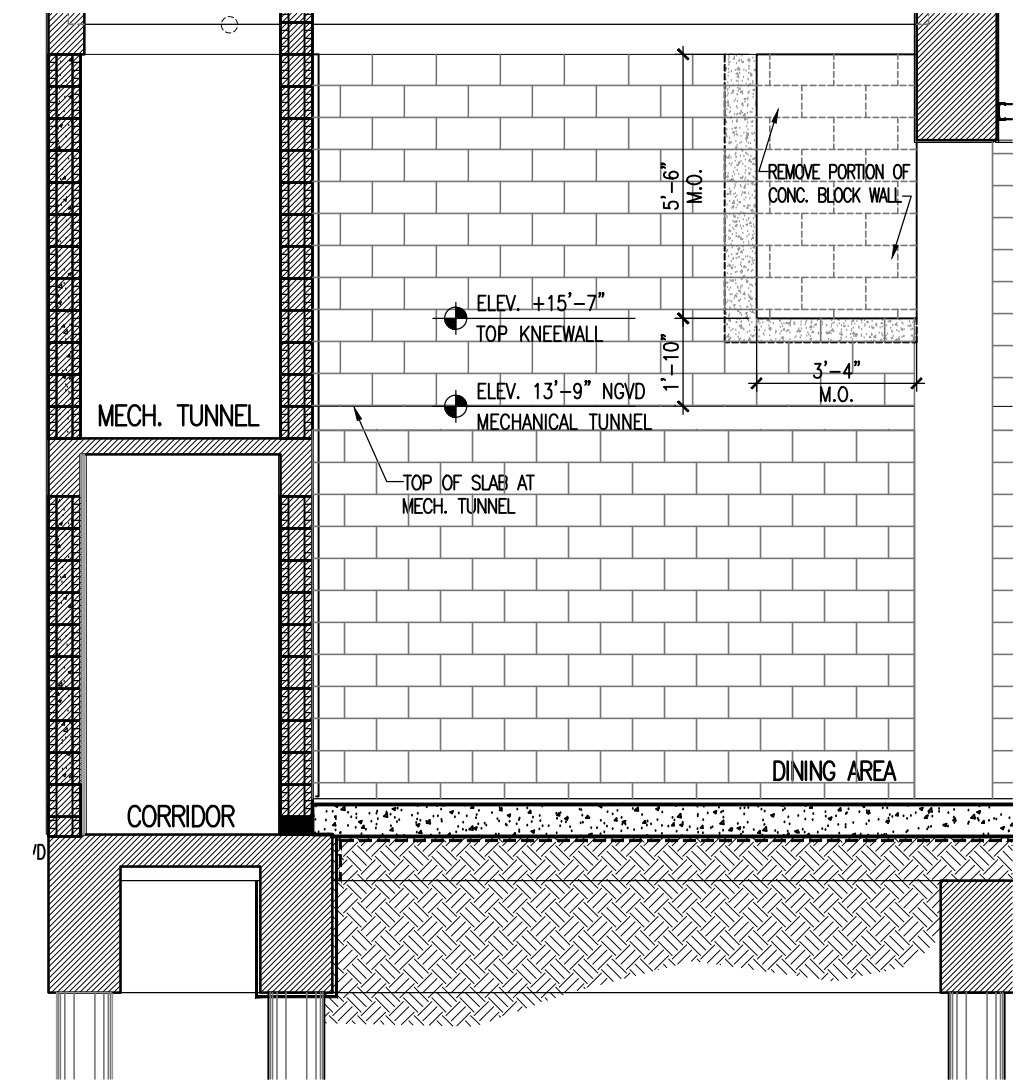 5'-6"
M.O.
REMOVE PORTION OF
CONC. BLOCK WALL
ELEV. +15'-7"
TOP KNEEWALL
1'-10"
3'-4"
M.O.
ELEV. 13'-9" NGVD
MECHANICAL TUNNEL
MECH. TUNNEL
TOP OF SLAB AT
MECH. TUNNEL
DINING AREA
CORRIDOR